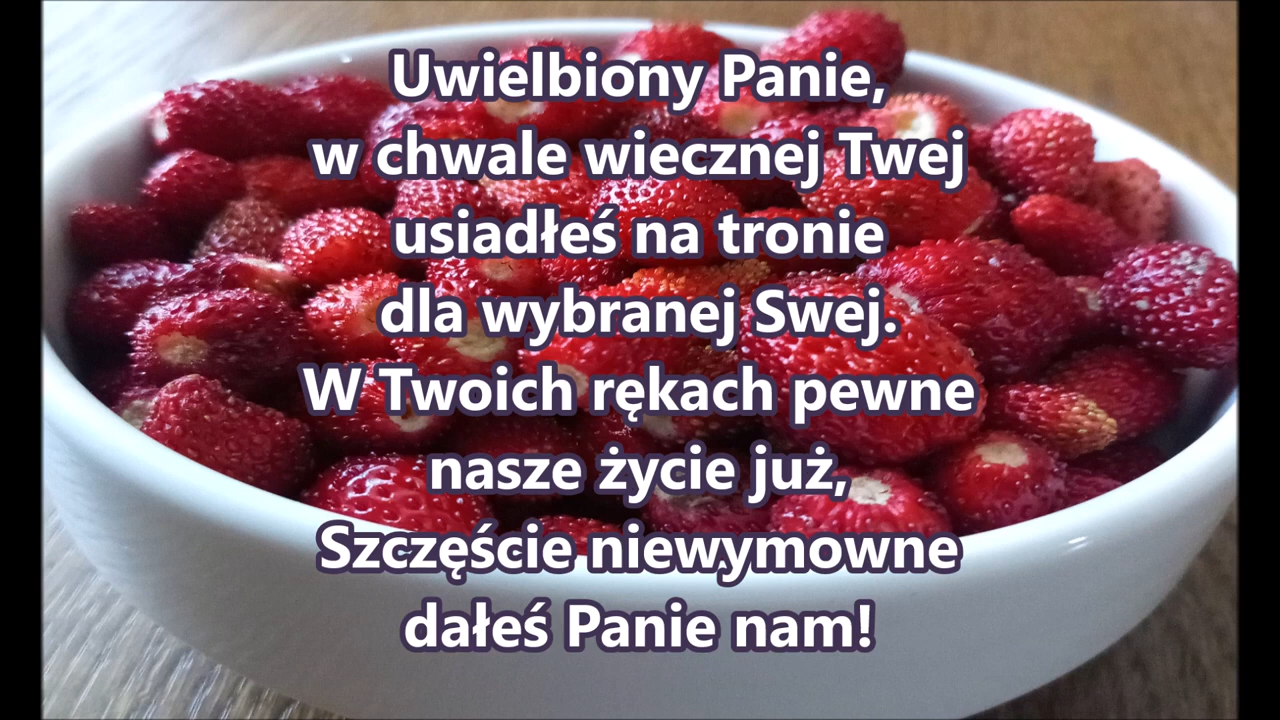 Uwielbiony Panie,
w chwale wiecznej Twej
usiadłeś na tronie
dla wybranej Swej.
W Twoich rękach pewne
nasze życie już,
Szczęście niewymowne
dałeś Panie nam!